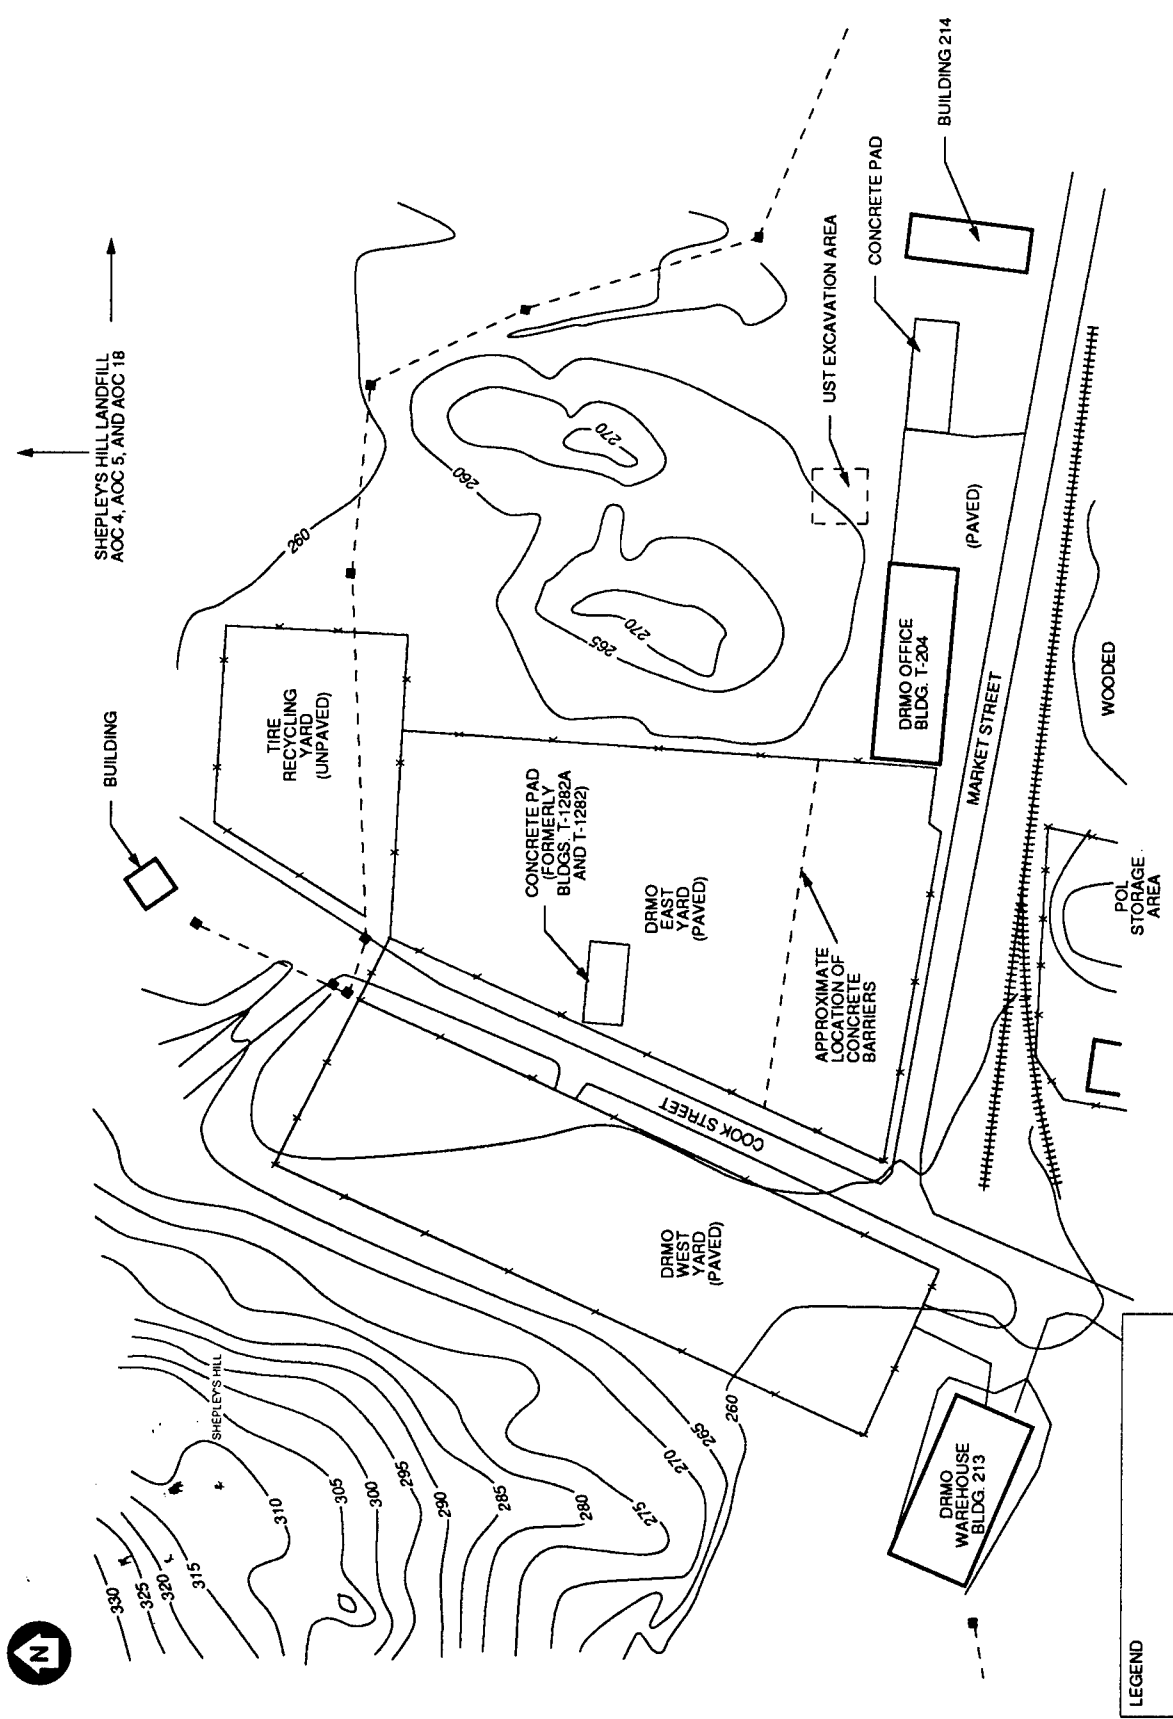 N
SHEPLEY'S HILL LANDFILL
AOC 4, AOC 5, AND AOC 18
BUILDING
TIRE
RECYCLING
YARD
(UNPAVED)
260
260
270
270
265
UST EXCAVATION AREA
CONCRETE PAD
BUILDING 214
CONCRETE PAD
(FORMERLY
BLDGS. T-1282A
AND T-1282)
DRMO
EAST
YARD
(PAVED)
APPROXIMATE
LOCATION OF
CONCRETE
BARRIERS
DRMO OFFICE
BLDG. T-204
(PAVED)
MARKET STREET
WOODED
POL
STORAGE
AREA
COOK STREET
DRMO
WEST
YARD
(PAVED)
SHEPLEY'S HILL
330
325
320
315
310
305
300
295
290
285
280
275
270
265
260
DRMO
WAREHOUSE
BLDG. 213
LEGEND